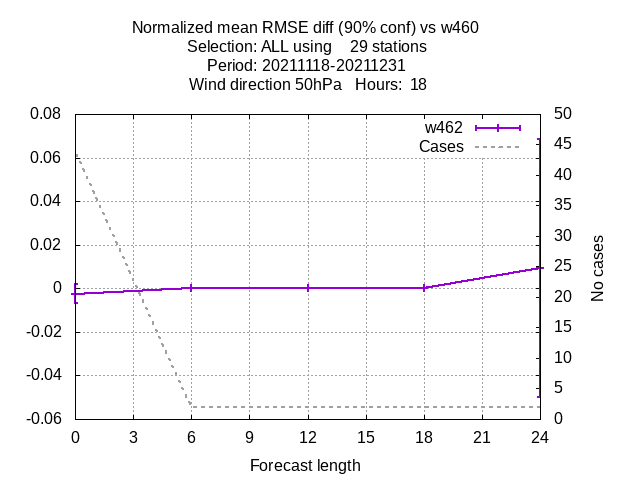 Normalized mean RMSE diff (90% conf) vs w460
Selection: ALL using    29 stations
Period: 20211118-20211231
Wind direction 50hPa   Hours:  18
w462
Cases
0.08
0.06
0.04
0.02
0
-0.02
-0.04
-0.06
50
45
40
35
30
25
20
15
10
5
0
No cases
0 3 6 9 12 15 18 21 24
Forecast length